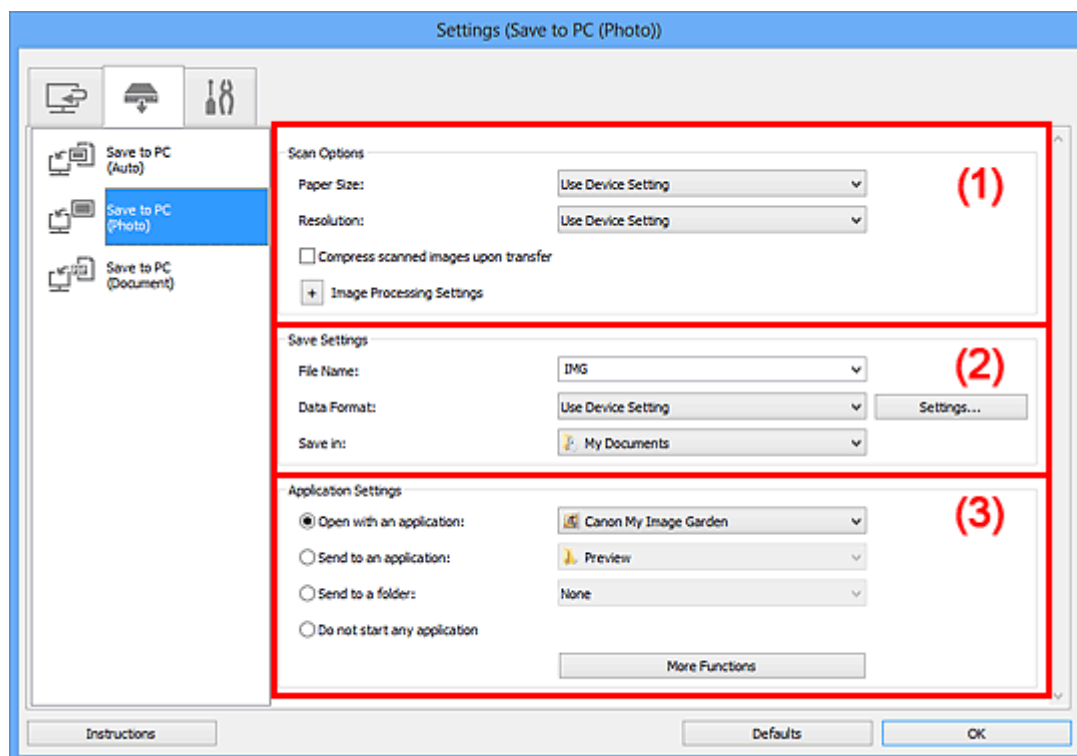 Settings (Save to PC (Photo))
Save to PC
(Auto)
Save to PC
(Photo)
Save to PC
(Document)
Scan Options
(1)
Paper Size: Use Device Setting
Resolution: Use Device Setting
Compress scanned images upon transfer
+ Image Processing Settings
Save Settings
(2)
File Name: IMG
Data Format: Use Device Setting Settings...
Save in: My Documents
Application Settings
(3)
Open with an application: Canon My Image Garden
Send to an application: Preview
Send to a folder: None
Do not start any application
More Functions
Instructions Defaults OK